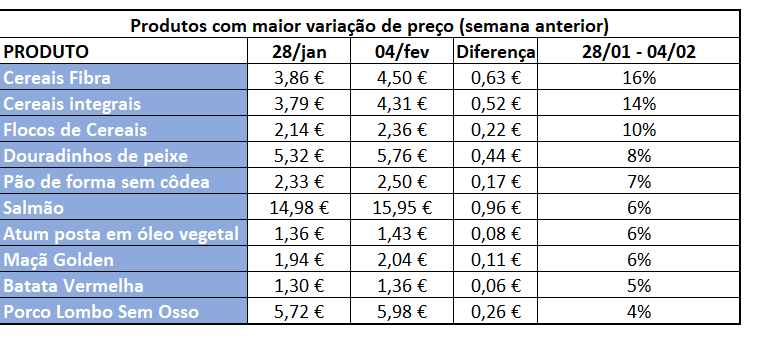 Produtos com maior variação de preço (semana anterior)
PRODUTO 28/jan 04/fev Diferença 28/01 - 04/02
Cereais Fibra 3,86 € 4,50 € 0,63 € 16%
Cereais integrais 3,79 € 4,31 € 0,52 € 14%
Flocos de Cereais 2,14 € 2,36 € 0,22 € 10%
Douradinhos de peixe 5,32 € 5,76 € 0,44 € 8%
Pão de forma sem côdea 2,33 € 2,50 € 0,17 € 7%
Salmão 14,98 € 15,95 € 0,96 € 6%
Atum posta em óleo vegetal 1,36 € 1,43 € 0,08 € 6%
Maçã Golden 1,94 € 2,04 € 0,11 € 6%
Batata Vermelha 1,30 € 1,36 € 0,06 € 5%
Porco Lombo Sem Osso 5,72 € 5,98 € 0,26 € 4%